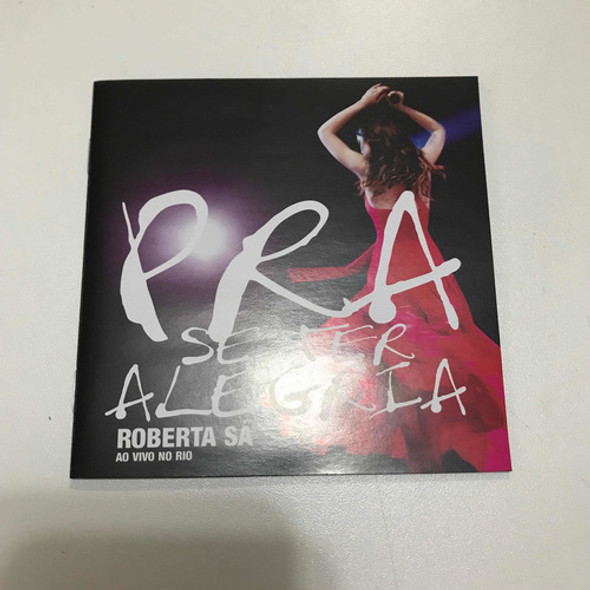 PRA
SE TER
ALEGRIA
ROBERTA SÁ
AO VIVO NO RIO